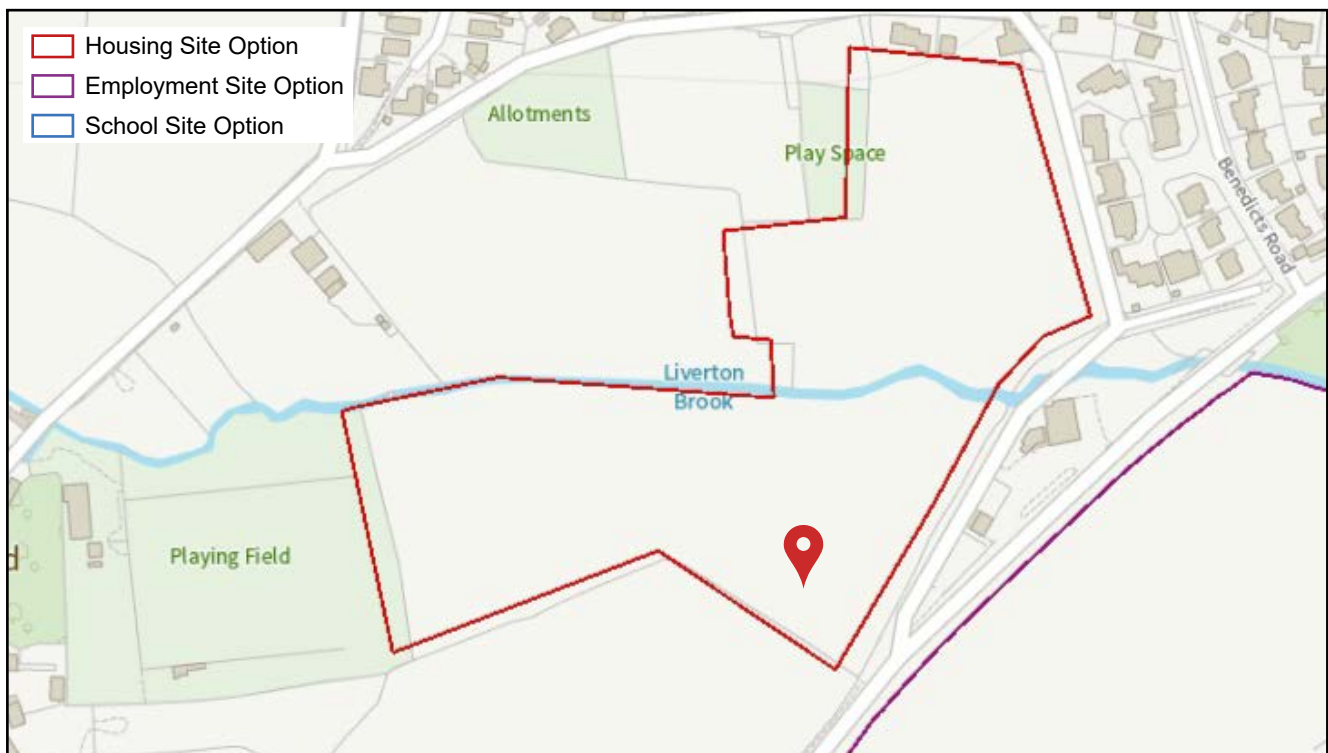 Housing Site Option
Employment Site Option
School Site Option
Allotments
Play Space
Benedicts Road
Liverton
Brook
Playing Field
d